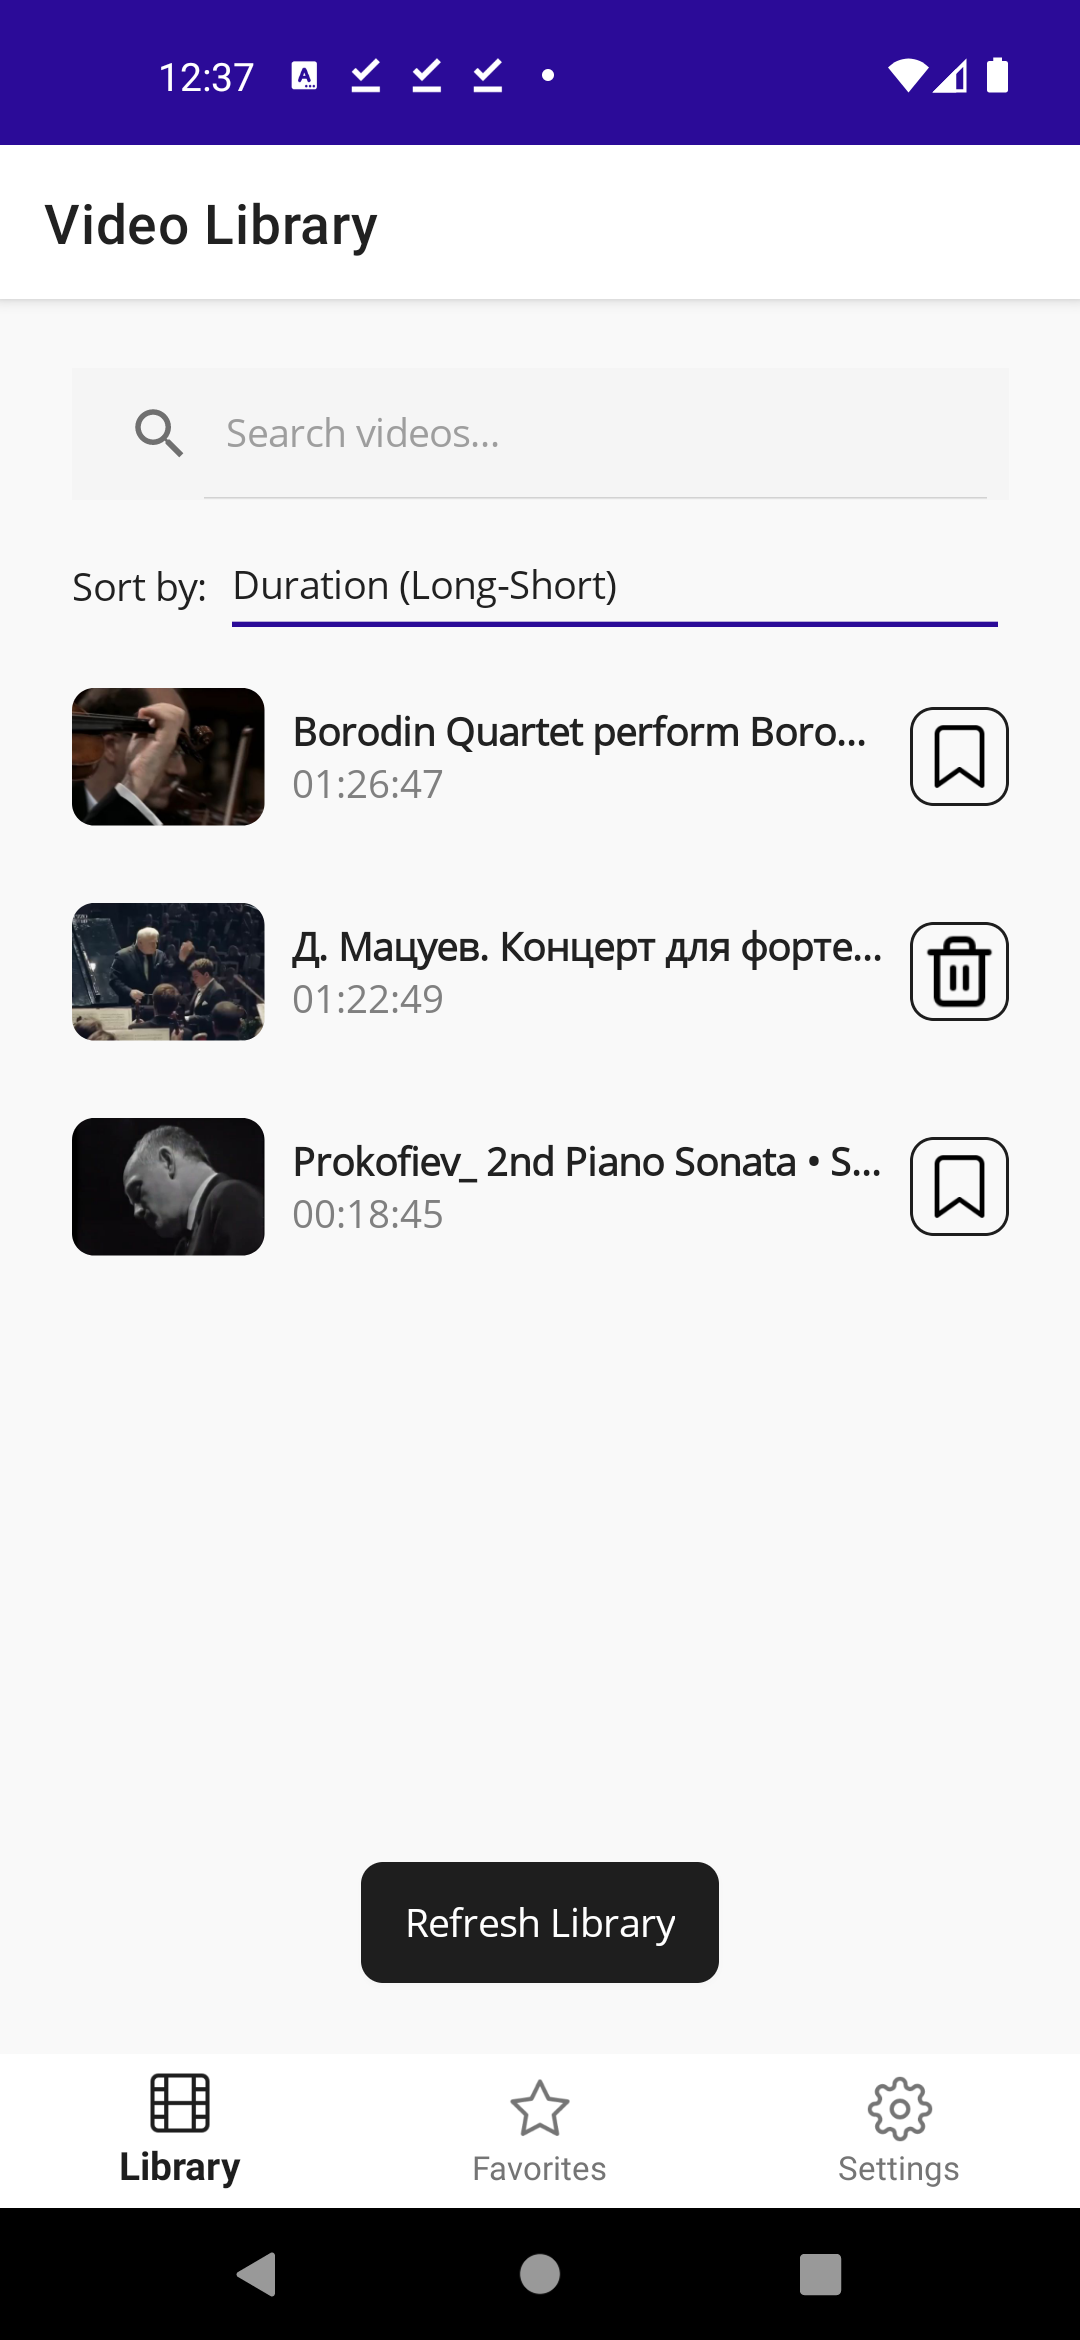 12:37
Video Library
Search videos...
Sort by: Duration (Long-Short)
Borodin Quartet perform Boro...
01:26:47
Д. Мацуев. Концерт для форте...
01:22:49
Prokofiev_ 2nd Piano Sonata • S...
00:18:45
Refresh Library
Library Favorites Settings